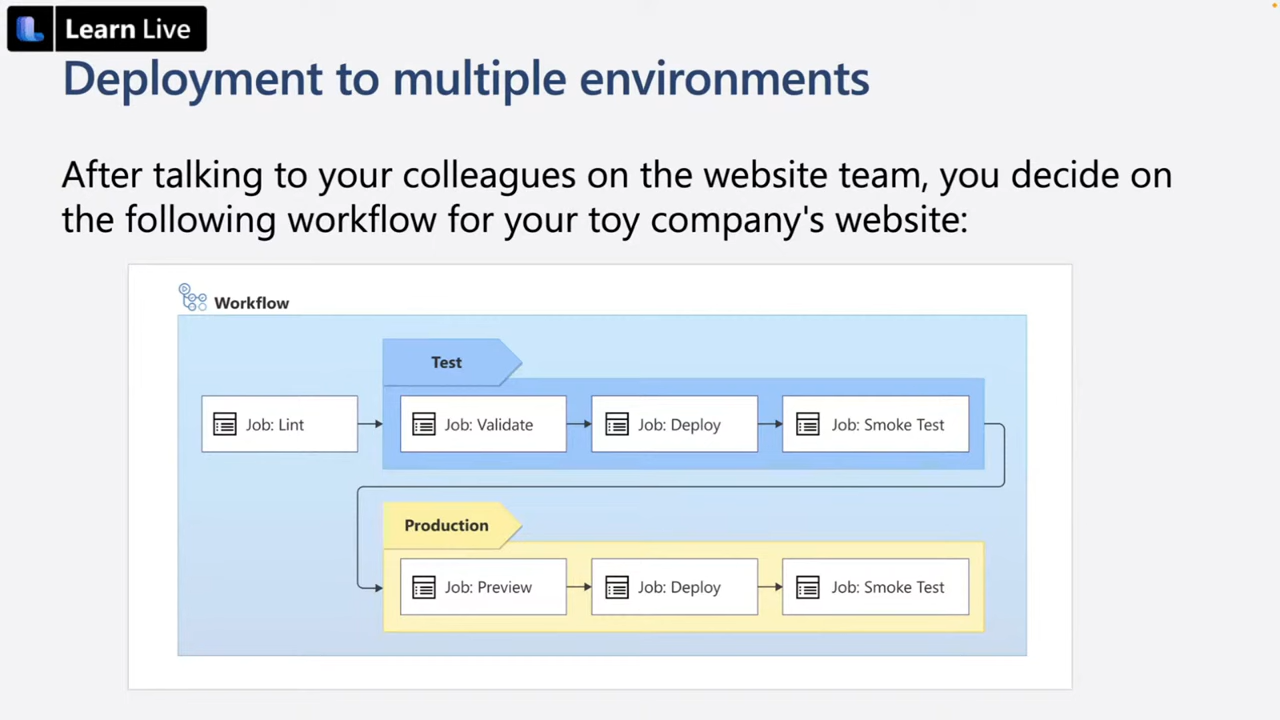 Learn Live
Deployment to multiple environments
After talking to your colleagues on the website team, you decide on
the following workflow for your toy company's website:
Workflow
Test
Job: Lint
Job: Validate
Job: Deploy
Job: Smoke Test
Production
Job: Preview
Job: Deploy
Job: Smoke Test